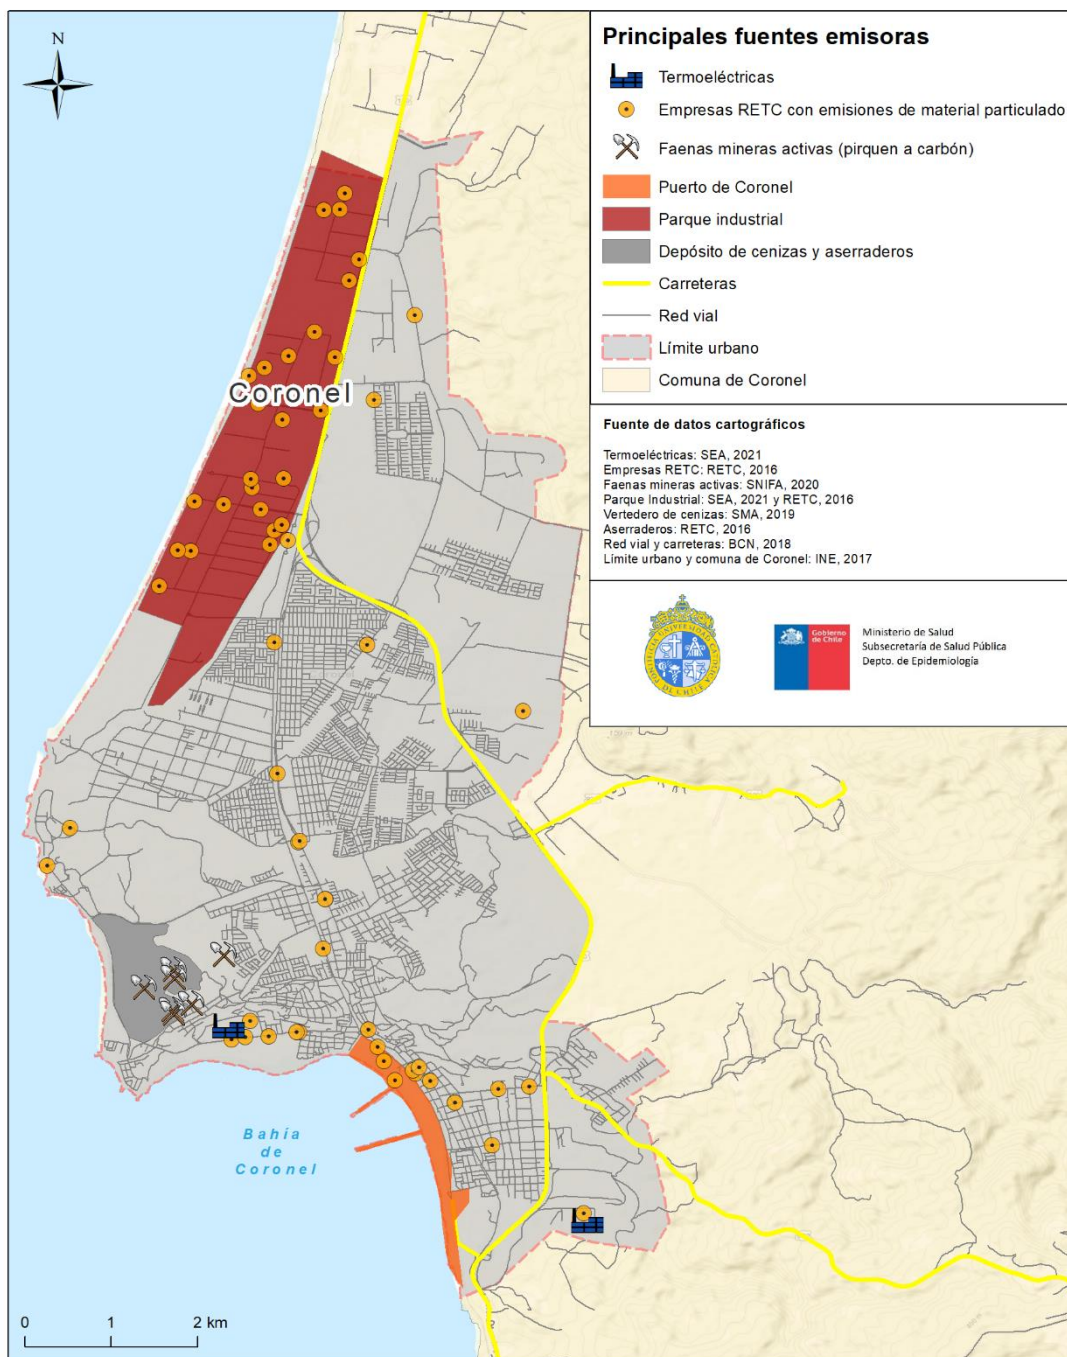 N
Principales fuentes emisoras
Termoeléctricas
Empresas RETC con emisiones de material particulado
Faenas mineras activas (pirquen a carbón)
Puerto de Coronel
Parque industrial
Depósito de cenizas y aserraderos
Carreteras
Red vial
Límite urbano
Comuna de Coronel
Fuente de datos cartográficos
Termoeléctricas: SEA, 2021
Empresas RETC: RETC, 2016
Faenas mineras activas: SNIFA, 2020
Parque Industrial: SEA, 2021 y RETC, 2016
Vertedero de cenizas: SMA, 2019
Aserraderos: RETC, 2016
Red vial y carreteras: BCN, 2018
Límite urbano y comuna de Coronel: INE, 2017
Gobierno
de Chile
Ministerio de Salud
Subsecretaría de Salud Pública
Depto. de Epidemiología
Coronel
Bahía
de
Coronel
0 1 2 km